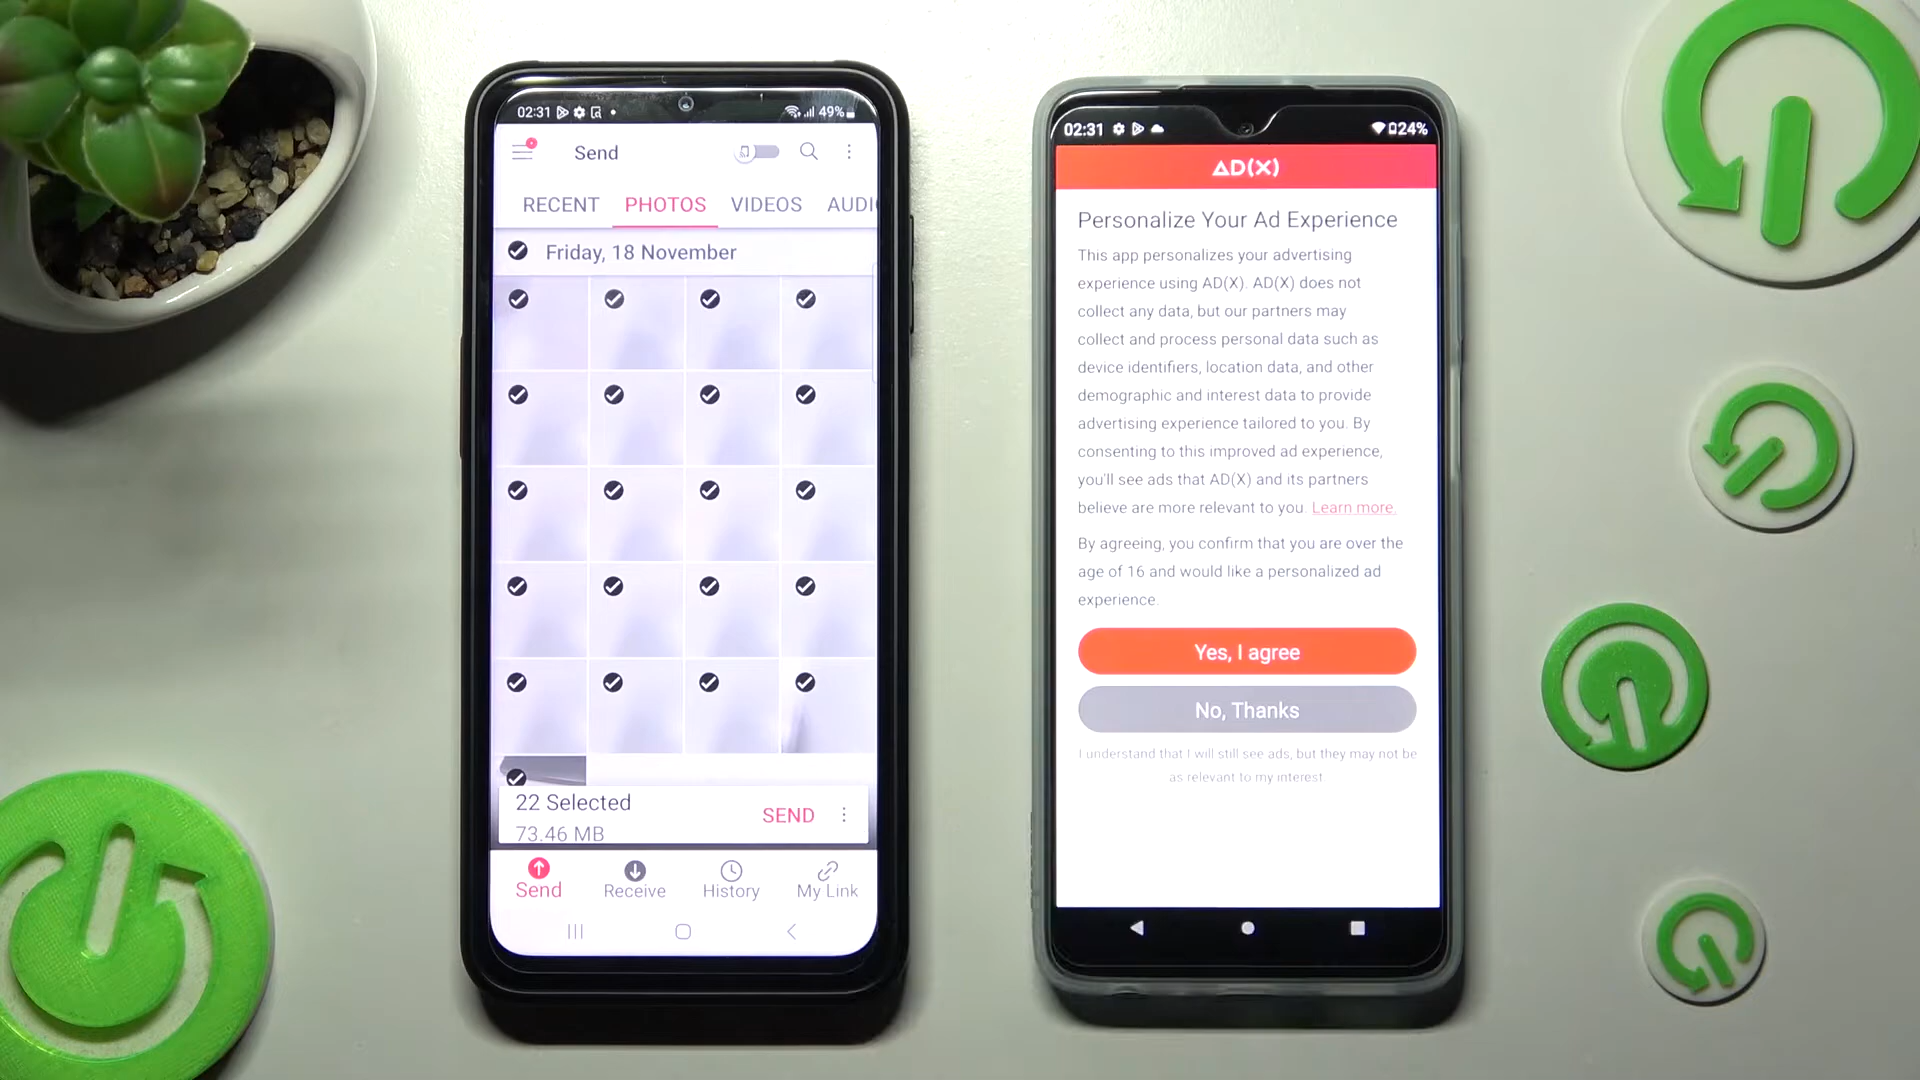 02:31
49%
Send
RECENT PHOTOS VIDEOS AUDI
Friday, 18 November
22 Selected
73.46 MB
SEND
Send
Receive
History
My Link
02:31
24%
AD(X)
Personalize Your Ad Experience
This app personalizes your advertising
experience using AD(X). AD(X) does not
collect any data, but our partners may
collect and process personal data such as
device identifiers, location data, and other
demographic and interest data to provide
advertising experience tailored to you. By
consenting to this improved ad experience,
you'll see ads that AD(X) and its partners
believe are more relevant to you. Learn more.
By agreeing, you confirm that you are over the
age of 16 and would like a personalized ad
experience.
Yes, I agree
No, Thanks
I understand that I will still see ads, but they may not be
as relevant to my interest